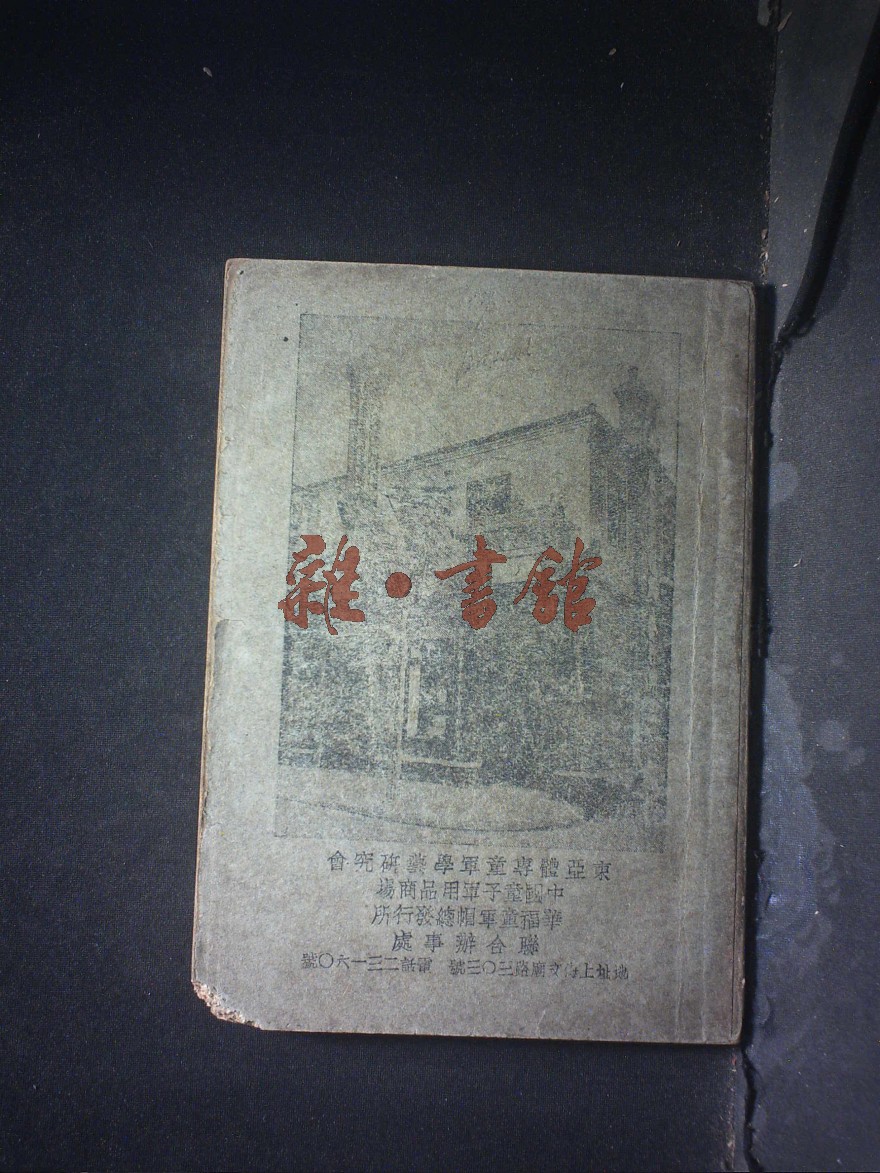 雜·書館
東亞體專童軍學藝研究會
中國童子軍用品商場
華福童軍帽總發行所
聯合辦事處
地址上海文廟路三〇三號 電話二三一六〇號